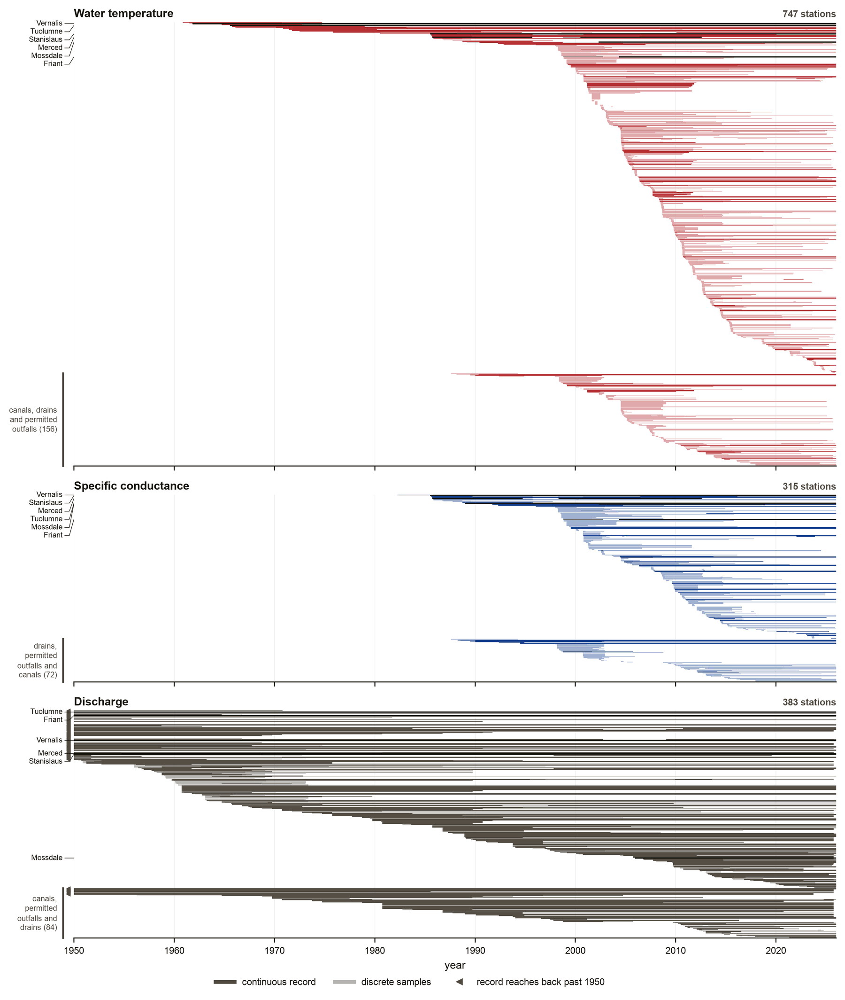 Water temperature
747 stations
Vernalis
Tuolumne
Stanislaus
Merced
Mossdale
Friant
canals, drains
and permitted
outfalls (156)
Specific conductance
315 stations
Vernalis
Stanislaus
Merced
Tuolumne
Mossdale
Friant
drains,
permitted
outfalls and
canals (72)
Discharge
383 stations
Tuolumne
Friant
Vernalis
Merced
Stanislaus
Mossdale
canals,
permitted
outfalls and
drains (84)
1950 1960 1970 1980 1990 2000 2010 2020
year
continuous record discrete samples record reaches back past 1950